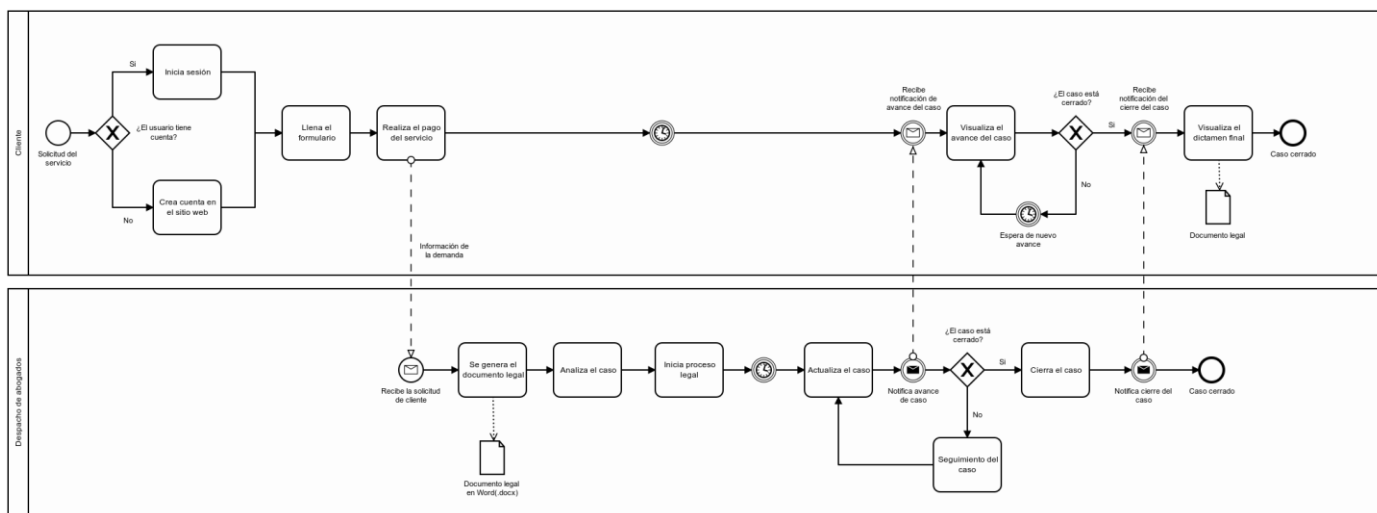 Cliente
Solicitud del
servicio
¿El usuario tiene
cuenta?
Si
No
Inicia sesión
Crea cuenta en
el sitio web
Llena el
formulario
Realiza el pago
del servicio
Información de
la demanda
Recibe
notificación de
avance del caso
Visualiza el
avance del caso
¿El caso está
cerrado?
Si
No
Espera de nuevo
avance
Recibe
notificación del
cierre del caso
Visualiza el
dictamen final
Documento legal
Caso cerrado
Despacho de abogados
Recibe la solicitud
de cliente
Se genera el
documento legal
Documento legal
en Word(.docx)
Analiza el caso
Inicia proceso
legal
Actualiza el caso
Notifica avance
de caso
¿El caso está
cerrado?
Si
No
Seguimiento del
caso
Cierra el caso
Notifica cierre del
caso
Caso cerrado